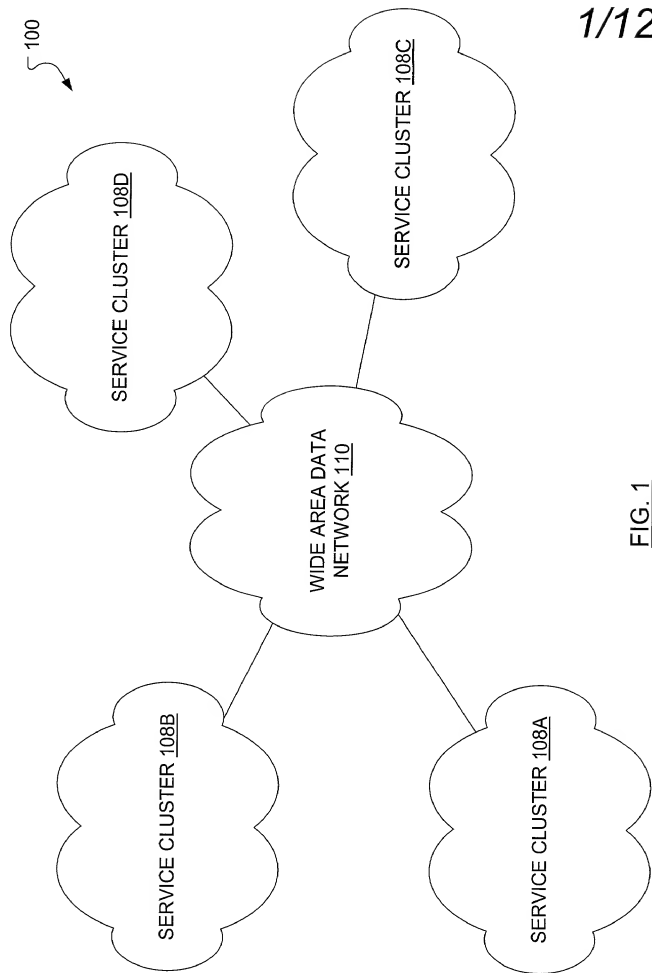 1/12
100
SERVICE CLUSTER 108B
SERVICE CLUSTER 108D
WIDE AREA DATA
NETWORK 110
SERVICE CLUSTER 108A
SERVICE CLUSTER 108C
FIG. 1